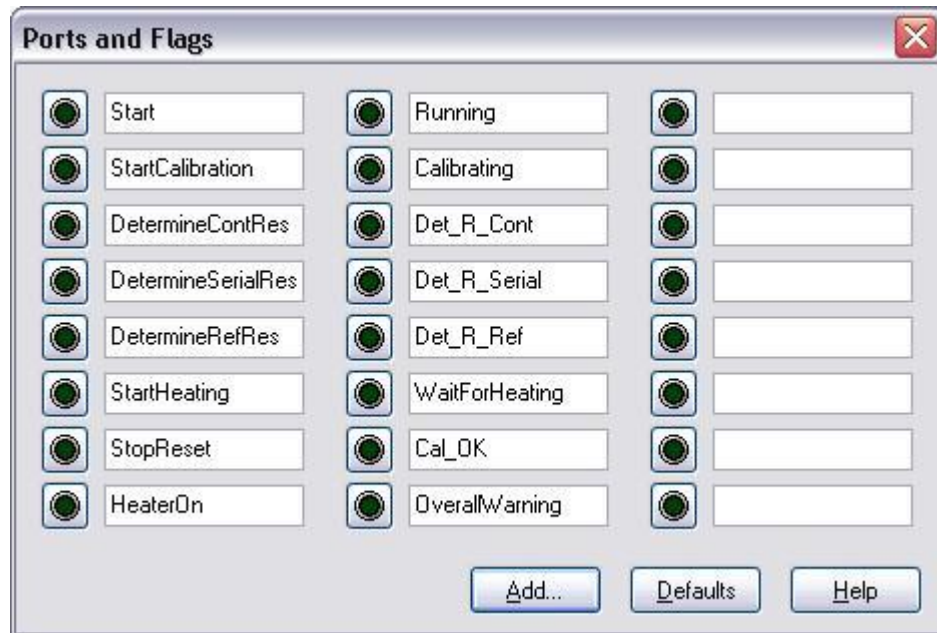 Ports and Flags
Start Running
StartCalibration Calibrating
DetermineContRes Det_R_Cont
DetermineSerialRes Det_R_Serial
DetermineRefRes Det_R_Ref
StartHeating WaitForHeating
StopReset Cal_OK
HeaterOn OverallWarning
Add... Defaults Help